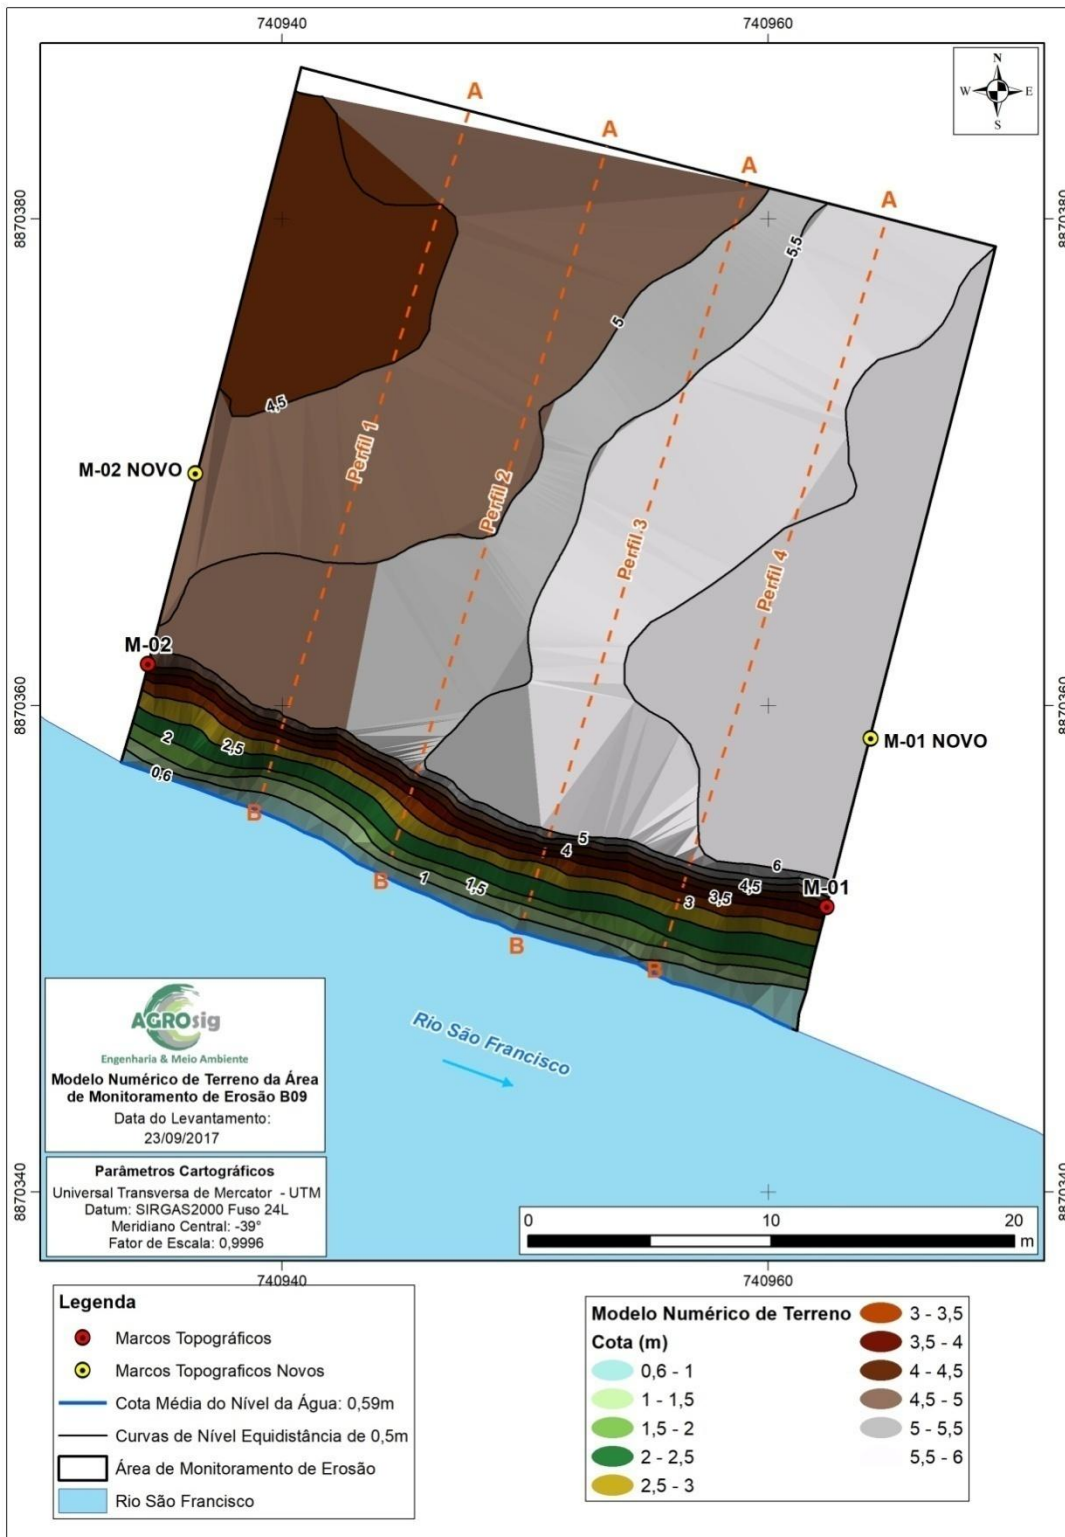 740940
740960
N
W
E
S
A
A
A
A
8870380
8870380
5,5
5
4,5
Perfil 1
Perfil 2
Perfil 3
Perfil 4
M-02 NOVO
M-02
M-01 NOVO
8870360
8870360
2
2,5
0,6
B
B
B
B
1
1,5
5
4
6
4,5
3,5
3
M-01
AGROsig
Engenharia & Meio Ambiente
Modelo Numérico de Terreno da Área
de Monitoramento de Erosão B09
Data do Levantamento:
23/09/2017
Rio São Francisco
Parâmetros Cartográficos
Universal Transversa de Mercator - UTM
Datum: SIRGAS2000 Fuso 24L
Meridiano Central: -39°
Fator de Escala: 0,9996
8870340
8870340
0
10
20
m
740940
740960
Legenda
Marcos Topográficos
Marcos Topograficos Novos
Cota Média do Nível da Água: 0,59m
Curvas de Nível Equidistância de 0,5m
Área de Monitoramento de Erosão
Rio São Francisco
Modelo Numérico de Terreno
Cota (m)
0,6 - 1
1 - 1,5
1,5 - 2
2 - 2,5
2,5 - 3
3 - 3,5
3,5 - 4
4 - 4,5
4,5 - 5
5 - 5,5
5,5 - 6